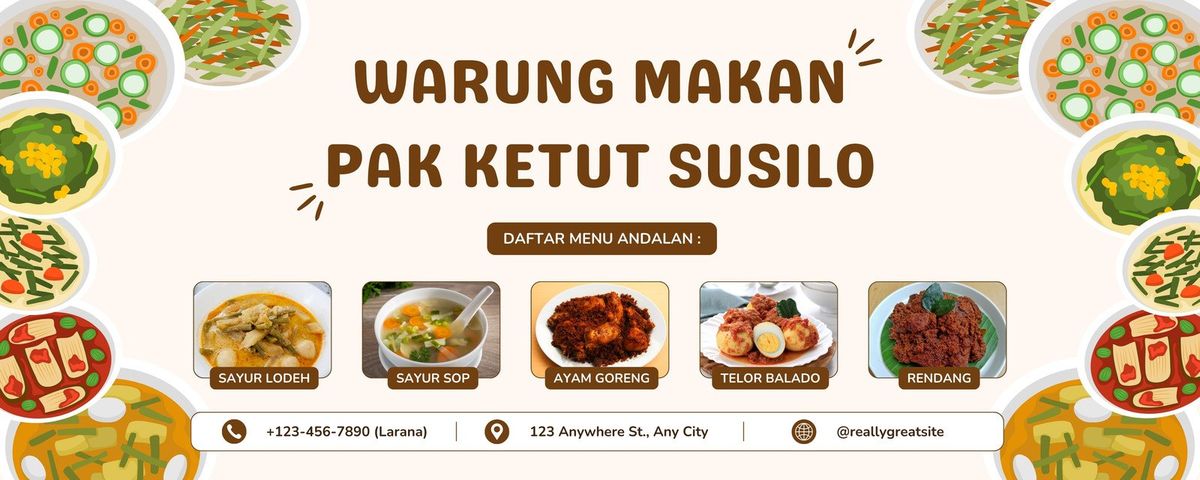 WARUNG MAKAN
PAK KETUT SUSILO
DAFTAR MENU ANDALAN :
SAYUR LODEH
SAYUR SOP
AYAM GORENG
TELOR BALADO
RENDANG
+123-456-7890 (Larana)
123 Anywhere St., Any City
@reallygreatsite